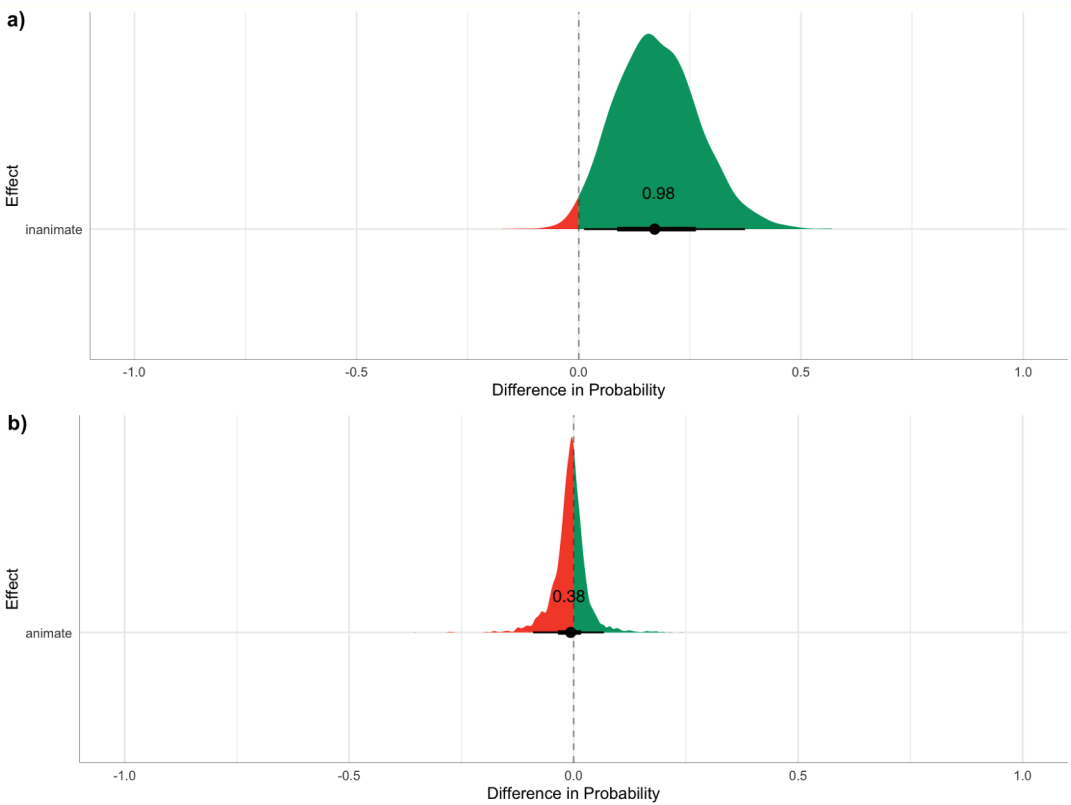 a)
Effect
0.98
inanimate
-1.0 -0.5 0.0 0.5 1.0
Difference in Probability
b)
Effect
0.38
animate
-1.0 -0.5 0.0 0.5 1.0
Difference in Probability